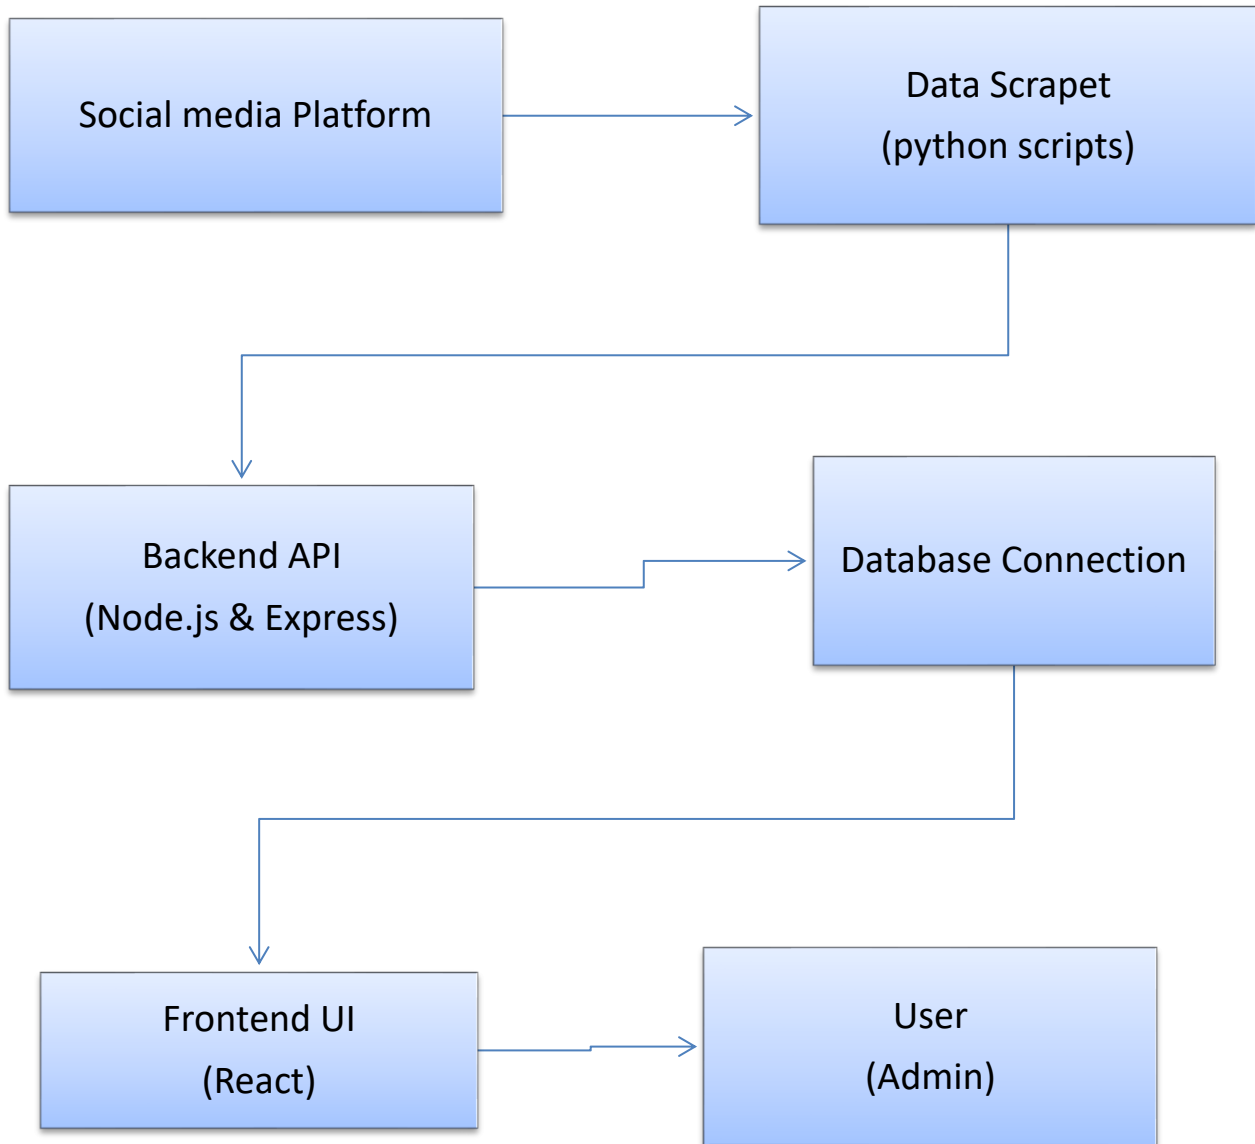 Social media Platform
Data Scrapet
(python scripts)
Backend API
(Node.js & Express)
Database Connection
Frontend UI
(React)
User
(Admin)